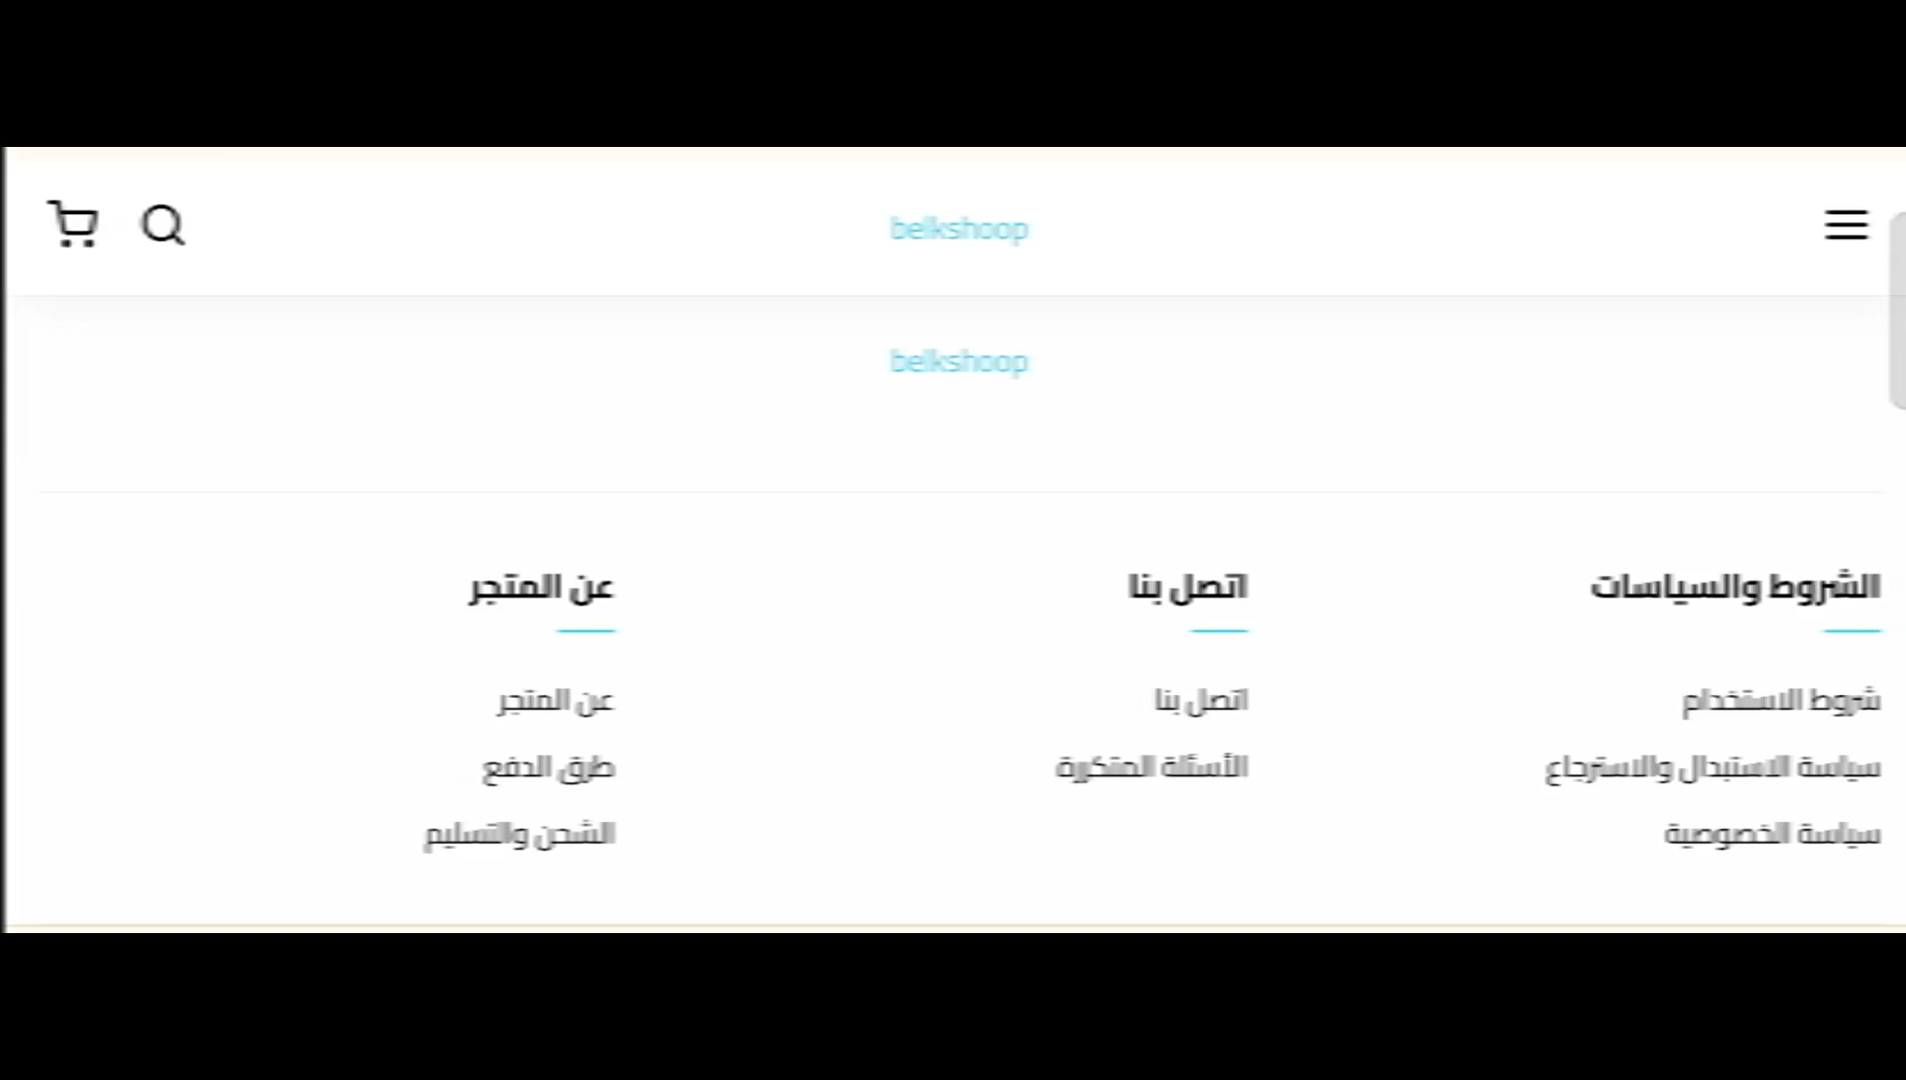 belkshoop
belkshoop
الشروط والسياسات
شروط الاستخدام
سياسة الاستبدال والاسترجاع
سياسة الخصوصية
اتصل بنا
اتصل بنا
الأسئلة المتكررة
عن المتجر
عن المتجر
طرق الدفع
الشحن والتسليم